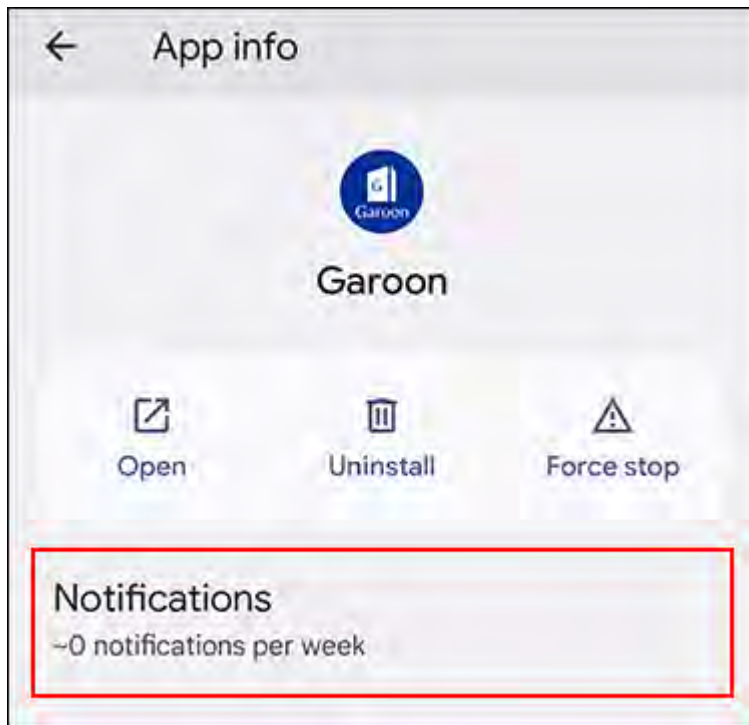 App info
G
Garoon
Garoon
Open
Uninstall
Force stop
Notifications
~0 notifications per week